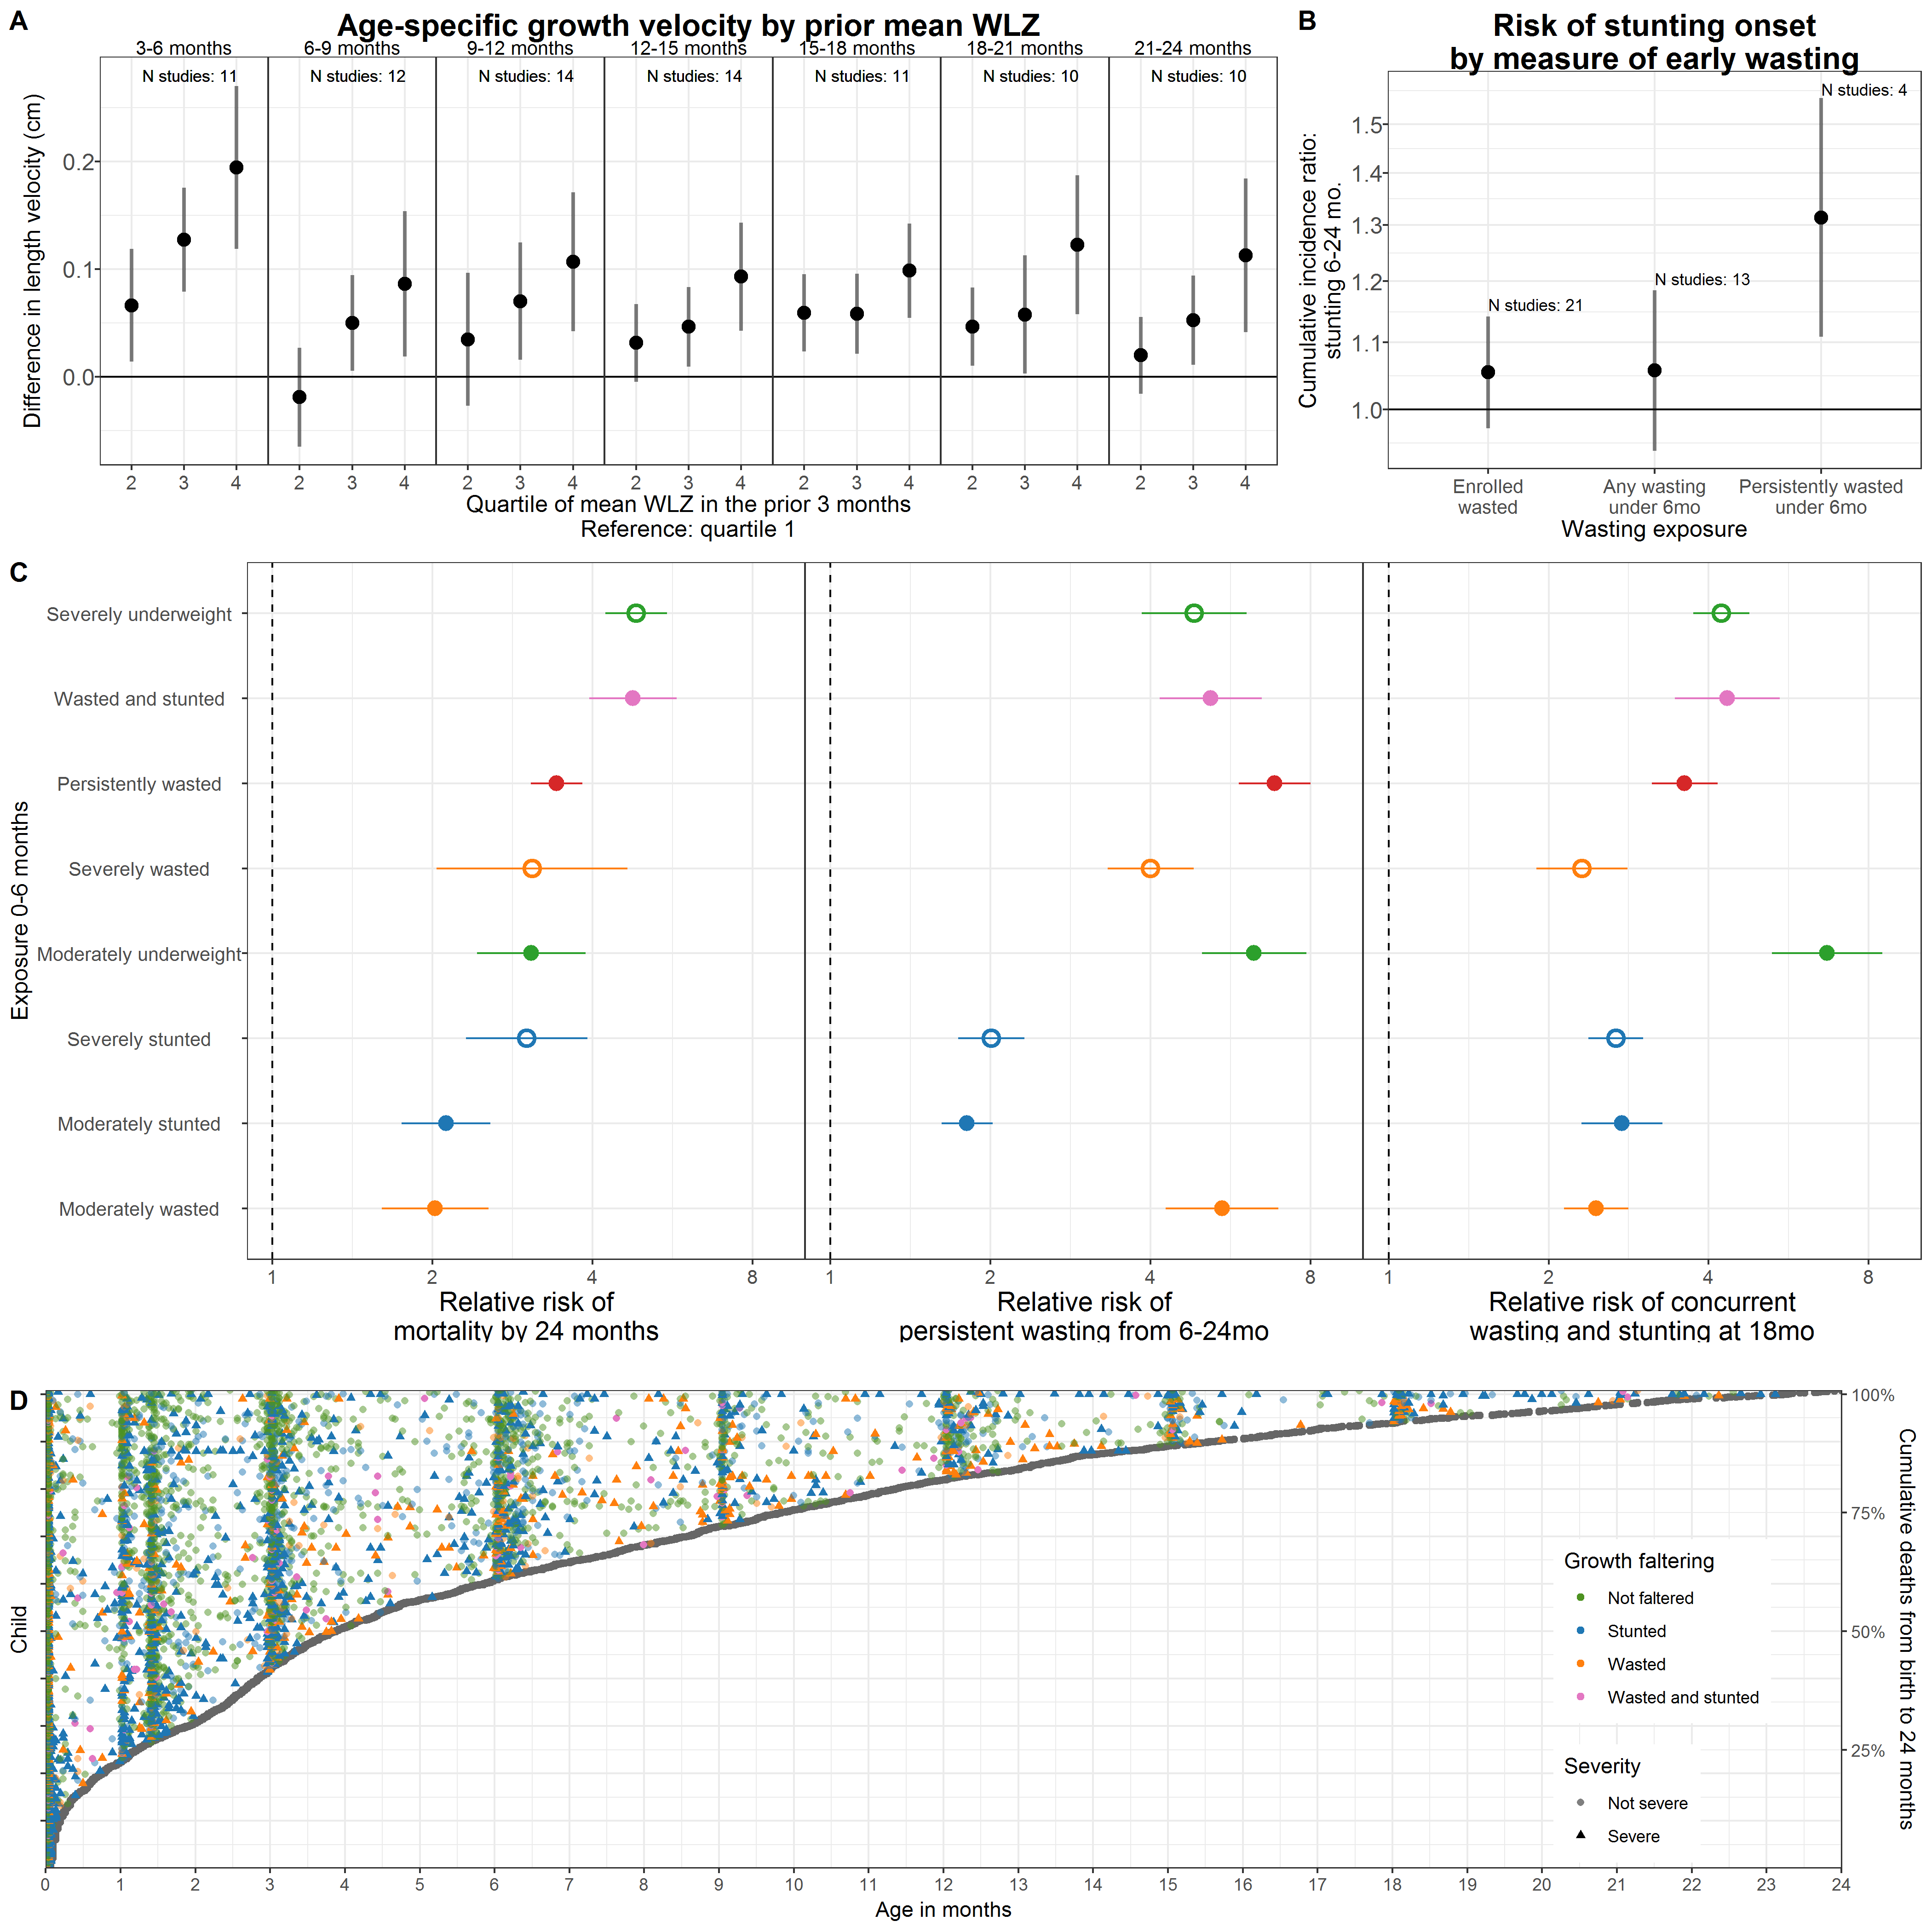 A
Age-specific growth velocity by prior mean WLZ
3-6 months
6-9 months
9-12 months
12-15 months
15-18 months
18-21 months
21-24 months
N studies: 11
N studies: 12
N studies: 14
N studies: 14
N studies: 11
N studies: 10
N studies: 10
Difference in length velocity (cm)
0.2
0.1
0.0
2 3 4 2 3 4 2 3 4 2 3 4 2 3 4 2 3 4 2 3 4
Quartile of mean WLZ in the prior 3 months
Reference: quartile 1
B
Risk of stunting onset
by measure of early wasting
Cumulative incidence ratio:
stunting 6-24 mo.
1.5
1.4
1.3
1.2
1.1
1.0
N studies: 21
N studies: 13
N studies: 4
Enrolled
wasted
Any wasting
under 6mo
Persistently wasted
under 6mo
Wasting exposure
C
Exposure 0-6 months
Severely underweight
Wasted and stunted
Persistently wasted
Severely wasted
Moderately underweight
Severely stunted
Moderately stunted
Moderately wasted
1 2 4 8
1 2 4 8
1 2 4 8
Relative risk of
mortality by 24 months
Relative risk of
persistent wasting from 6-24mo
Relative risk of concurrent
wasting and stunting at 18mo
D
Child
100%
75%
50%
25%
Cumulative deaths from birth to 24 months
Growth faltering
Not faltered
Stunted
Wasted
Wasted and stunted
Severity
Not severe
Severe
0 1 2 3 4 5 6 7 8 9 10 11 12 13 14 15 16 17 18 19 20 21 22 23 24
Age in months